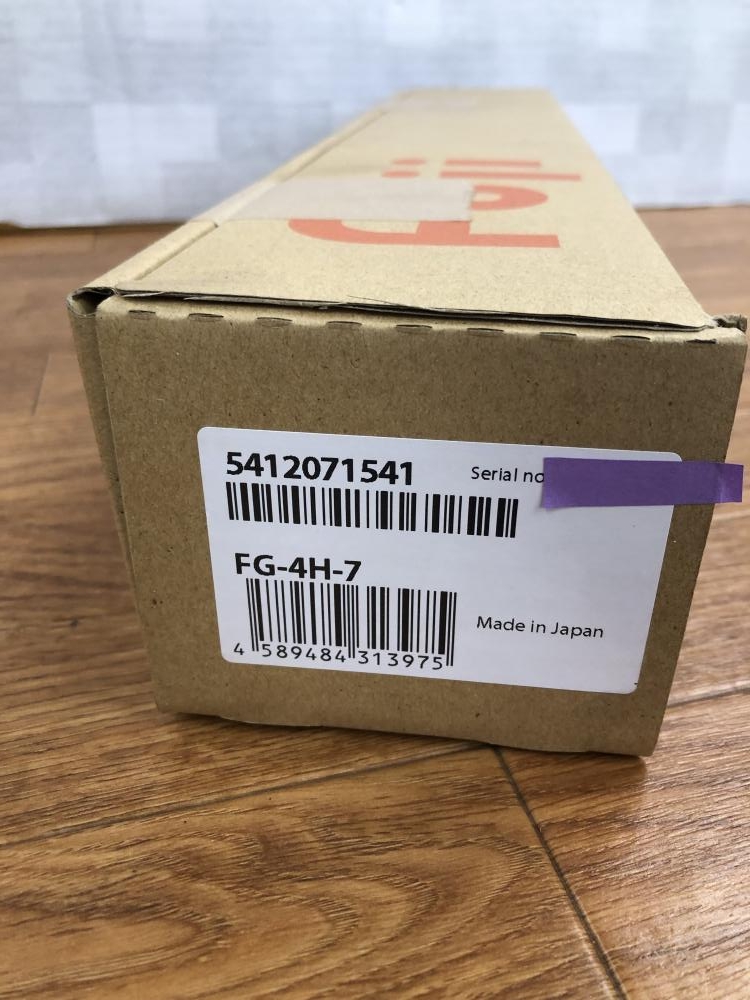 5412071541
Serial no
FG-4H-7
4 589484 313975
Made in Japan